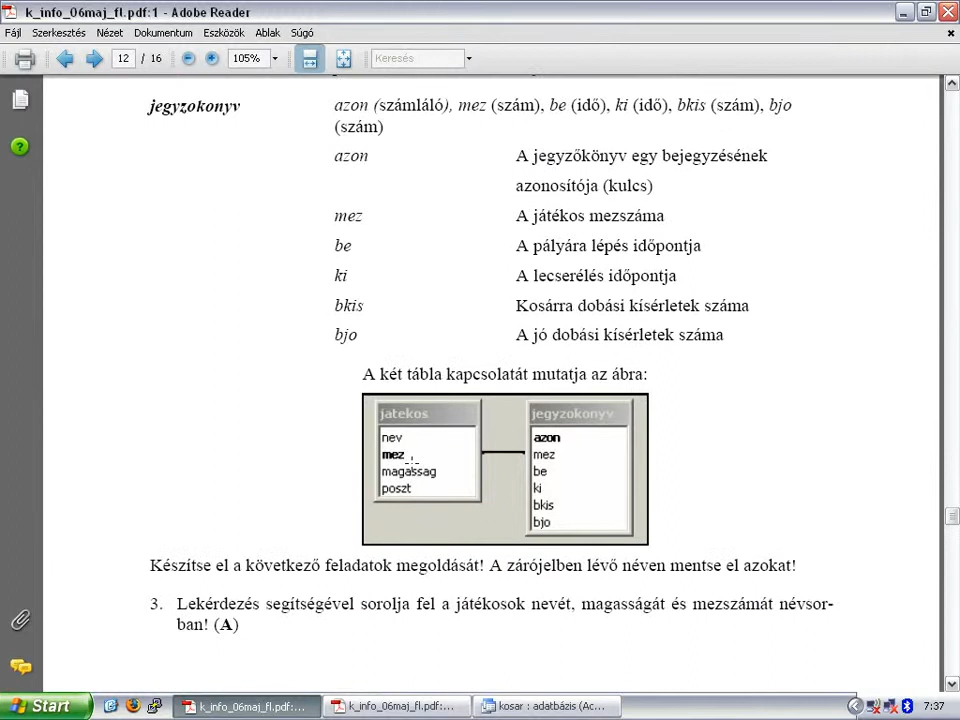 k_info_06maj_fl.pdf:1 - Adobe Reader
Fájl Szerkesztés Nézet Dokumentum Eszközök Ablak Súgó
12 / 16 105% Keresés
jegyzokonyv azon (számláló), mez (szám), be (idő), ki (idő), bkis (szám), bjo
(szám)
azon A jegyzőkönyv egy bejegyzésének
azonosítója (kulcs)
mez A játékos mezszáma
be A pályára lépés időpontja
ki A lecserélés időpontja
bkis Kosárra dobási kísérletek száma
bjo A jó dobási kísérletek száma
A két tábla kapcsolatát mutatja az ábra:
jatekos
nev
mez
magassag
poszt
jegyzokonyv
azon
mez
be
ki
bkis
bjo
Készítse el a következő feladatok megoldását! A zárójelben lévő néven mentse el azokat!
3. Lekérdezés segítségével sorolja fel a játékosok nevét, magasságát és mezszámát névsor-
ban! (A)
Start k_info_06maj_fl.pdf:... k_info_06maj_fl.pdf:... kosar : adatbázis (Ac... 7:37